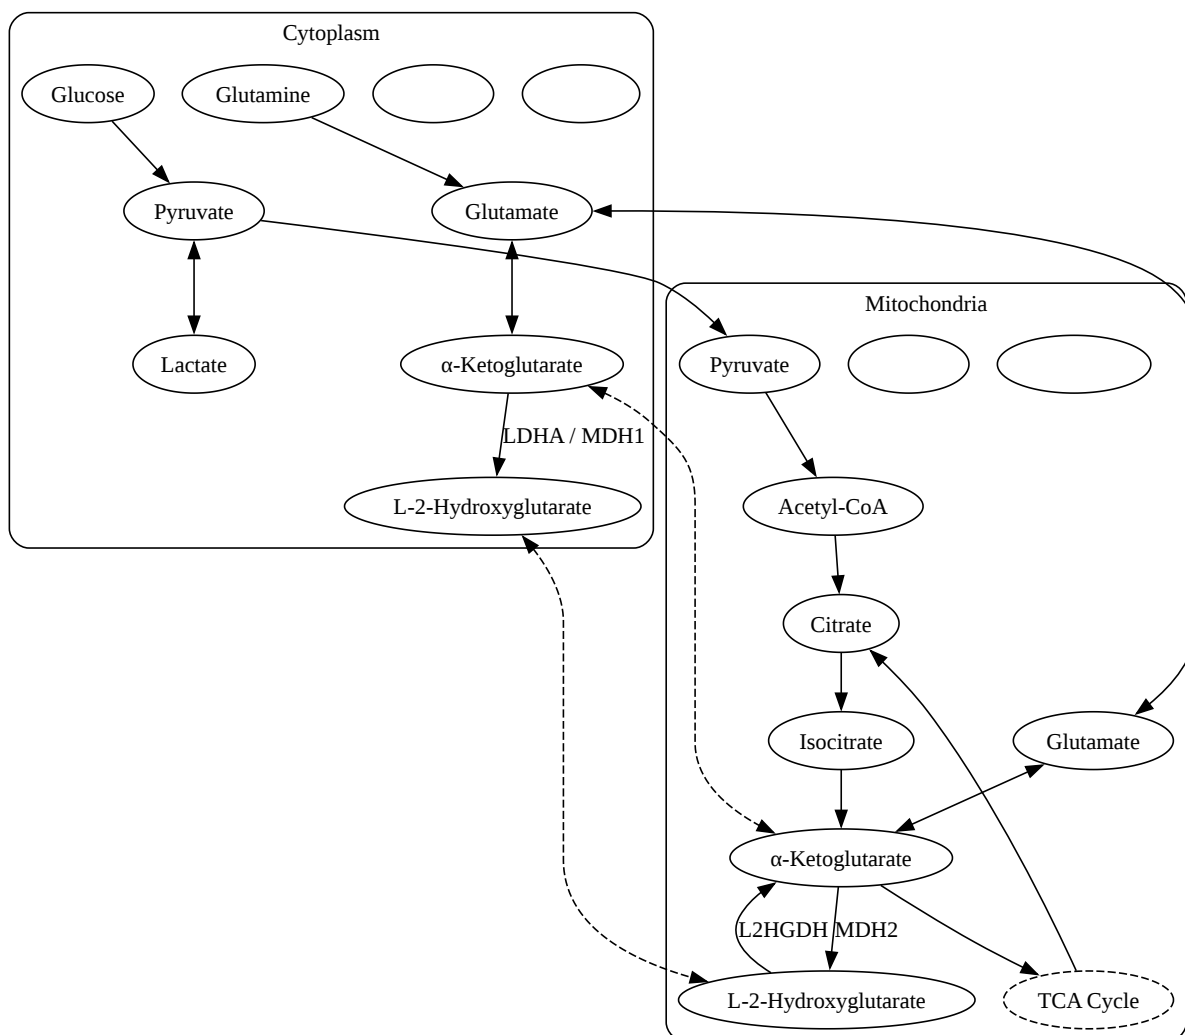 Cytoplasm
Glucose
Glutamine
Pyruvate
Glutamate
Mitochondria
Lactate
α-Ketoglutarate
Pyruvate
LDHA / MDH1
L-2-Hydroxyglutarate
Acetyl-CoA
Citrate
Isocitrate
Glutamate
α-Ketoglutarate
L2HGDH
MDH2
L-2-Hydroxyglutarate
TCA Cycle